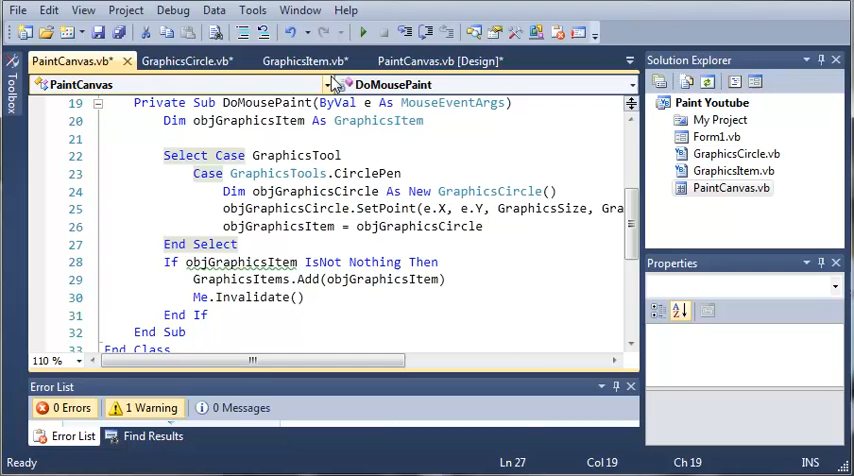 File Edit View Project Debug Data Tools Window Help
PaintCanvas.vb* GraphicsCircle.vb* GraphicsItem.vb* PaintCanvas.vb [Design]*
Toolbox
PaintCanvas DoMousePaint
19 Private Sub DoMousePaint(ByVal e As MouseEventArgs)
20 Dim objGraphicsItem As GraphicsItem
21
22 Select Case GraphicsTool
23 Case GraphicsTools.CirclePen
24 Dim objGraphicsCircle As New GraphicsCircle()
25 objGraphicsCircle.SetPoint(e.X, e.Y, GraphicsSize, Gra
26 objGraphicsItem = objGraphicsCircle
27 End Select
28 If objGraphicsItem IsNot Nothing Then
29 GraphicsItems.Add(objGraphicsItem)
30 Me.Invalidate()
31 End If
32 End Sub
33 End Class
110 %
Error List
0 Errors 1 Warning 0 Messages
Error List Find Results
Solution Explorer
Paint Youtube
My Project
Form1.vb
GraphicsCircle.vb
GraphicsItem.vb
PaintCanvas.vb
Properties
Ready Ln 27 Col 19 Ch 19 INS